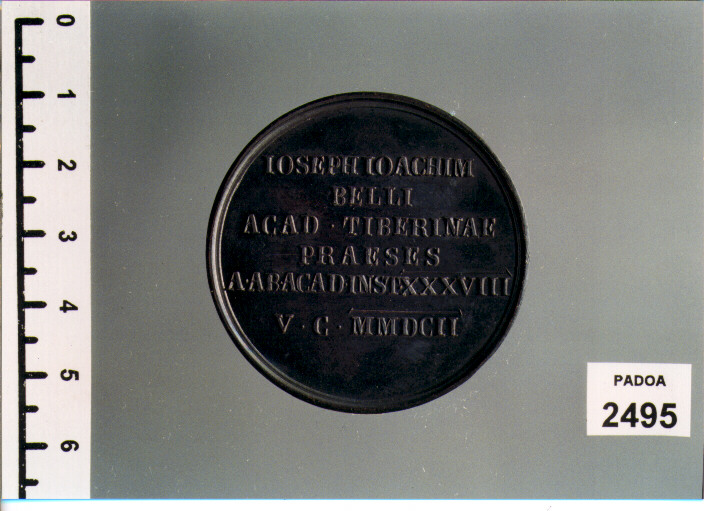 IOSEPH IOACHIM
BELLI
ACAD · TIBERINAE
PRAESES
A·AB·ACAD·INST·XXXVIII
V · C · MMDCII
0
1
2
3
4
5
6
PADOA
2495